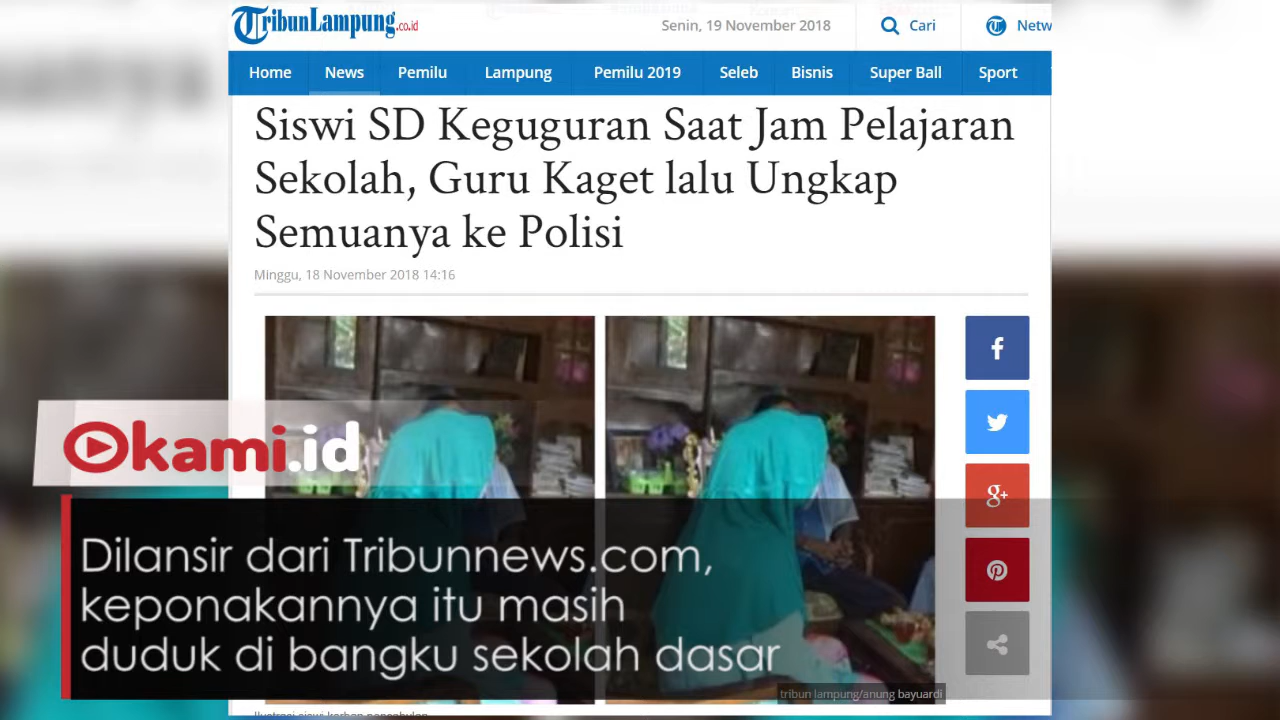 TribunLampung.co.id
Senin, 19 November 2018
Cari
Netw
Home News Pemilu Lampung Pemilu 2019 Seleb Bisnis Super Ball Sport
Siswi SD Keguguran Saat Jam Pelajaran
Sekolah, Guru Kaget lalu Ungkap
Semuanya ke Polisi
Minggu, 18 November 2018 14:16
Okami.id
Dilansir dari Tribunnews.com,
keponakannya itu masih
duduk di bangku sekolah dasar
tribun lampung/anung bayuardi